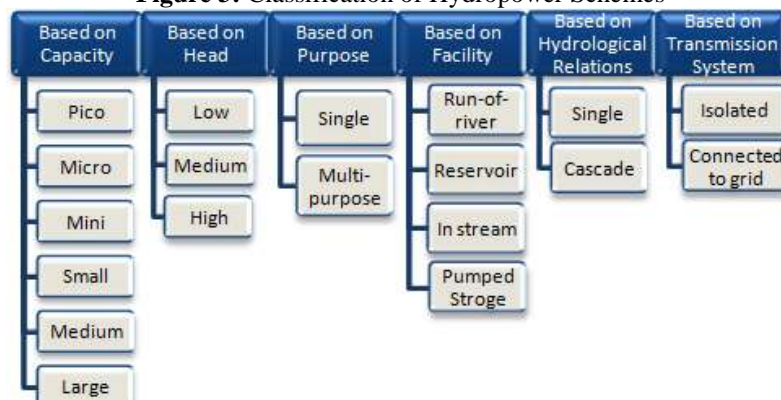 Figure 3: Classification of Hydropower Schemes
Based on
Capacity
Pico
Micro
Mini
Small
Medium
Large
Based on
Head
Low
Medium
High
Based on
Purpose
Single
Multi-
purpose
Based on
Facility
Run-of-
river
Reservoir
In stream
Pumped
Stroge
Based on
Hydrological
Relations
Single
Cascade
Based on
Transmission
System
Isolated
Connected
to grid